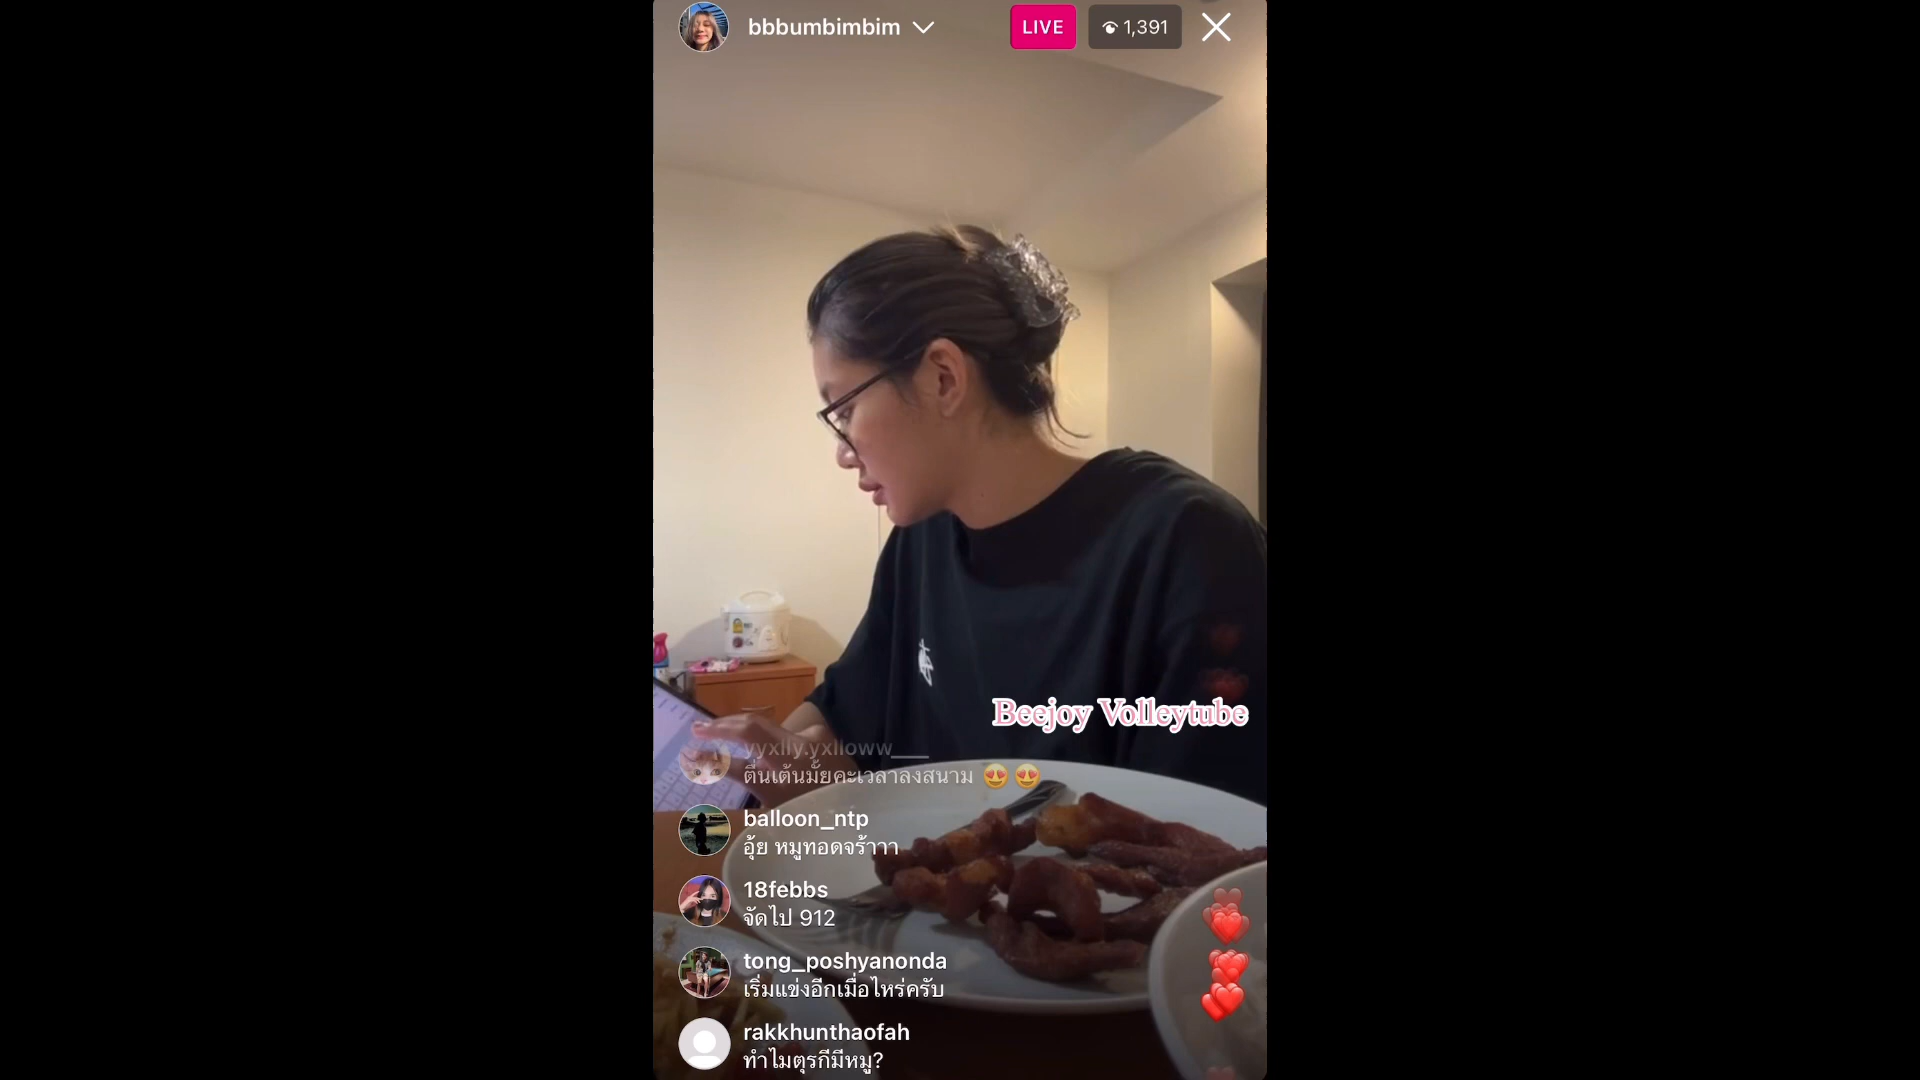 bbbumbimbim
LIVE
1,391
Beejoy Volleytube
yyxlly.yxlloww___
ตื่นเต้นมั้ยคะเวลาลงสนาม 😍 😍
balloon_ntp
อุ้ย หมูทอดจร้าาา
18febbs
จัดไป 912
tong_poshyanonda
เริ่มแข่งอีกเมื่อไหร่ครับ
rakkhunthaofah
ทำไมตุรกีมีหมู?